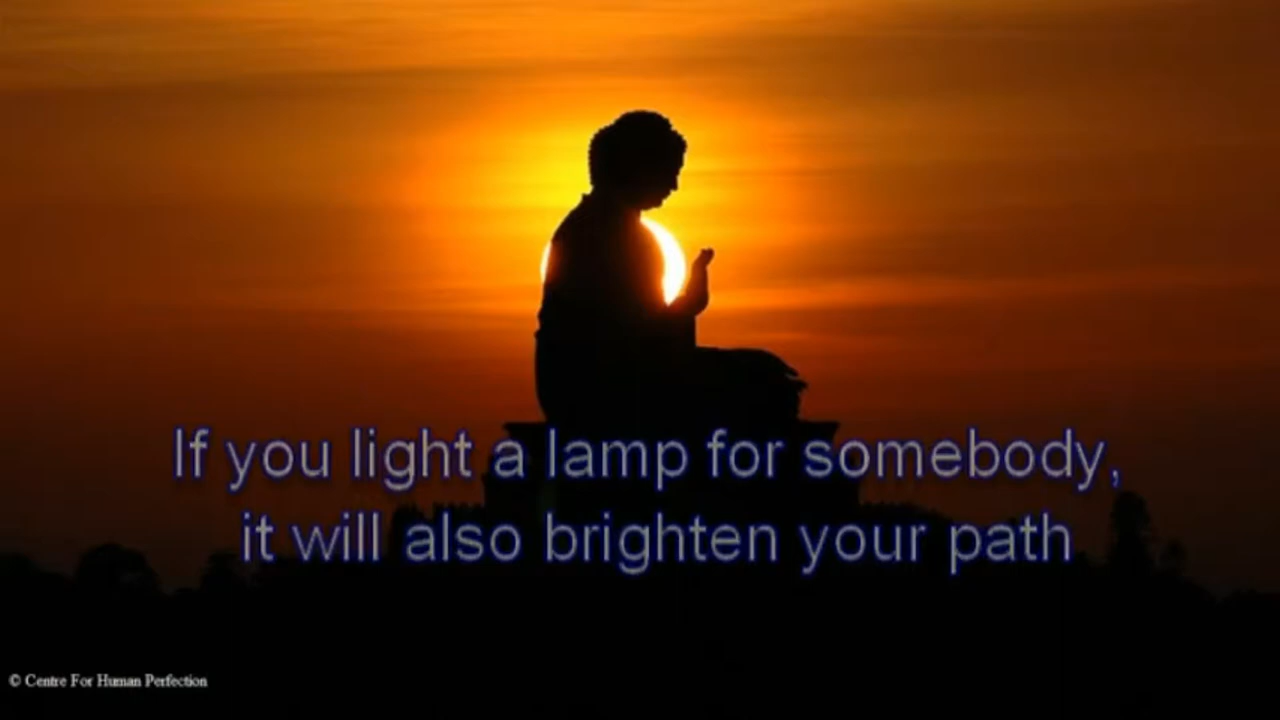 If you light a lamp for somebody,
it will also brighten your path
© Centre For Human Perfection